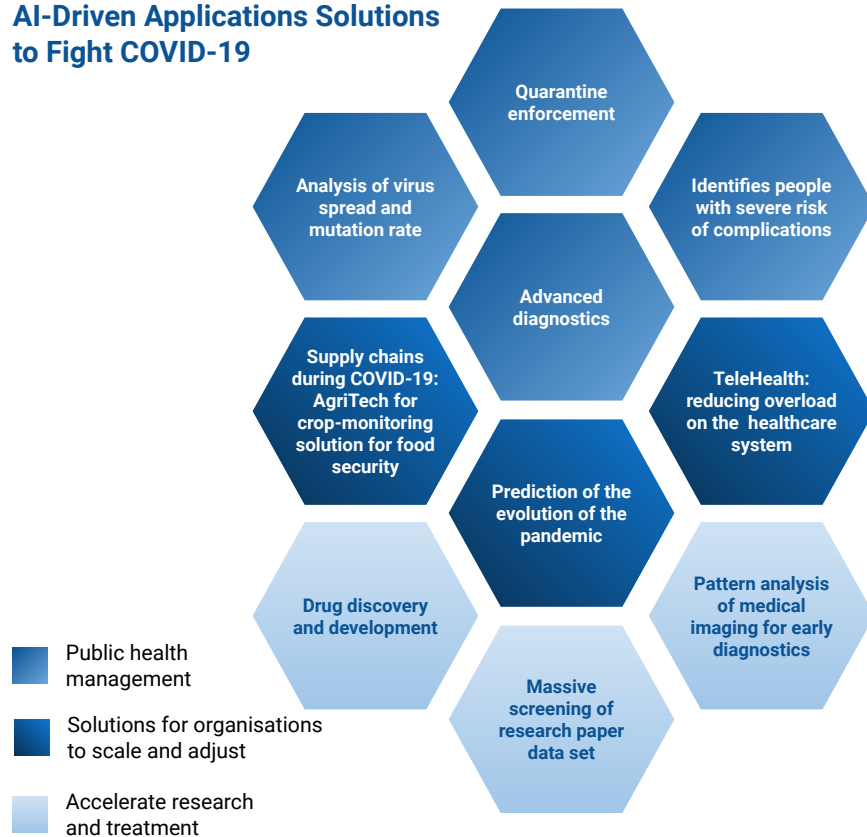 AI-Driven Applications Solutions
to Fight COVID-19
Quarantine
enforcement
Analysis of virus
spread and
mutation rate
Identifies people
with severe risk
of complications
Advanced
diagnostics
Supply chains
during COVID-19:
AgriTech for
crop-monitoring
solution for food
security
TeleHealth:
reducing overload
on the healthcare
system
Prediction of the
evolution of the
pandemic
Drug discovery
and development
Pattern analysis
of medical
imaging for early
diagnostics
Massive
screening of
research paper
data set
Public health
management
Solutions for organisations
to scale and adjust
Accelerate research
and treatment